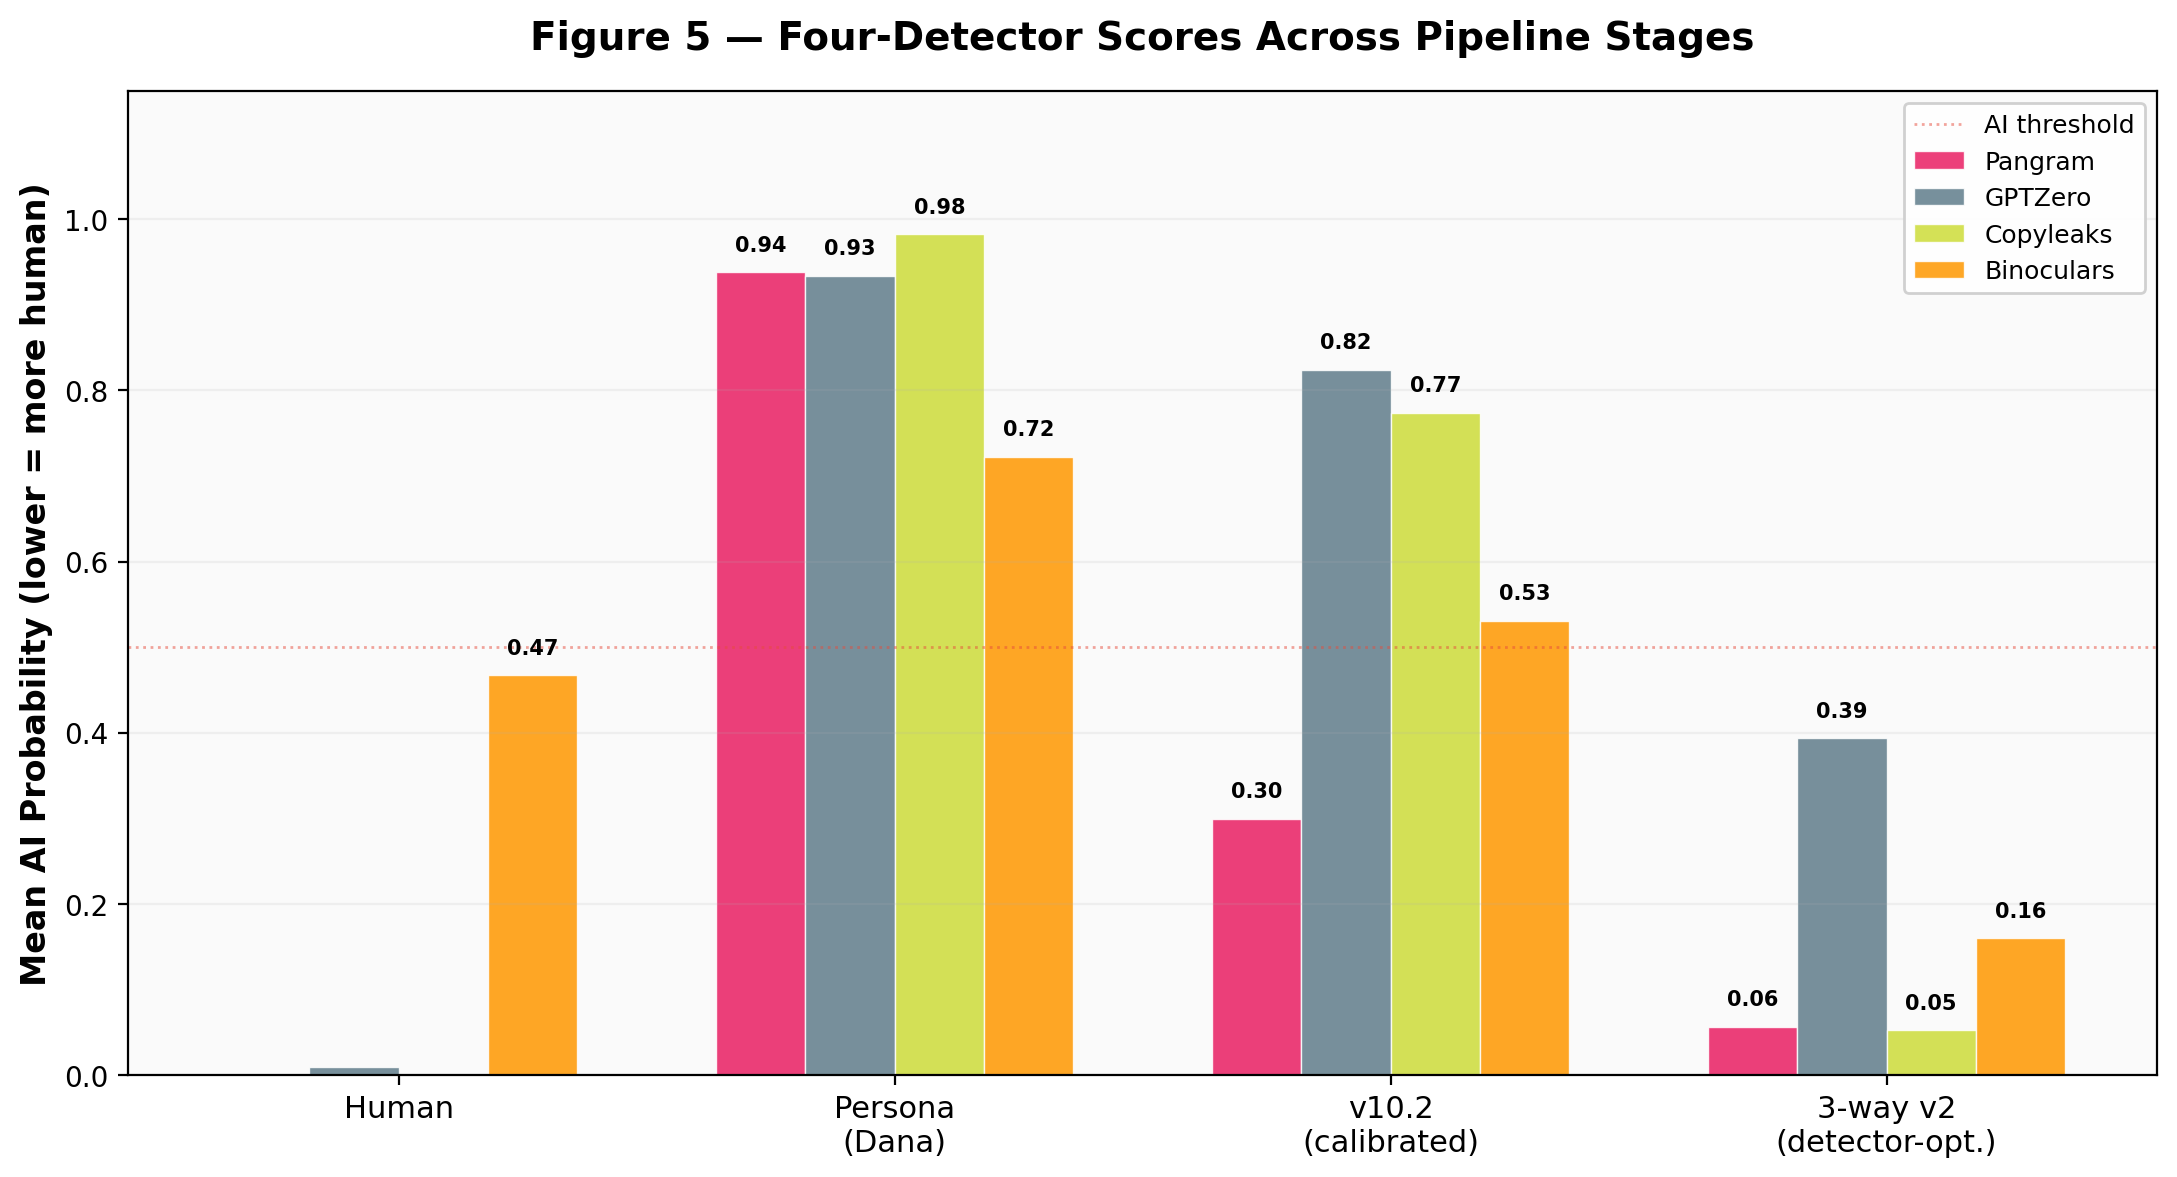 Figure 5 — Four-Detector Scores Across Pipeline Stages
Mean AI Probability (lower = more human)
1.0
0.8
0.6
0.4
0.2
0.0
AI threshold
Pangram
GPTZero
Copyleaks
Binoculars
0.47
0.94
0.93
0.98
0.72
0.30
0.82
0.77
0.53
0.06
0.39
0.05
0.16
Human
Persona
(Dana)
v10.2
(calibrated)
3-way v2
(detector-opt.)